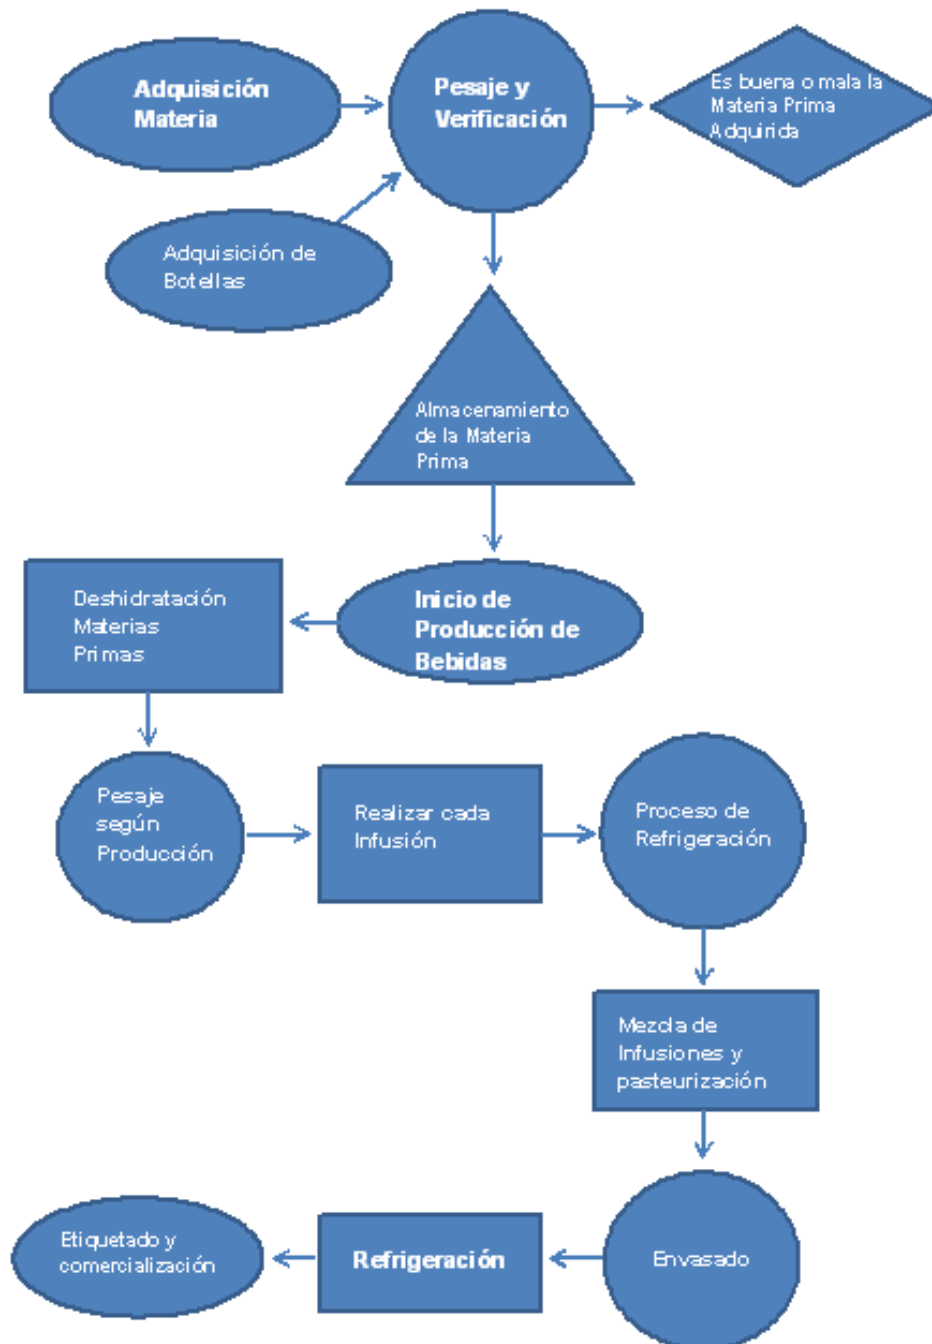 Adquisición
Materia
Pesaje y
Verificación
Es buena o mala la
Materia Prima
Adquirida
Adquisición de
Botellas
Almacenamiento
de la Materia
Prima
Inicio de
Producción de
Bebidas
Deshidratación
Materias
Primas
Pesaje
según
Producción
Realizar cada
Infusión
Proceso de
Refrigeración
Mezcla de
Infusiones y
pasteurización
Envasado
Refrigeración
Etiquetado y
comercialización